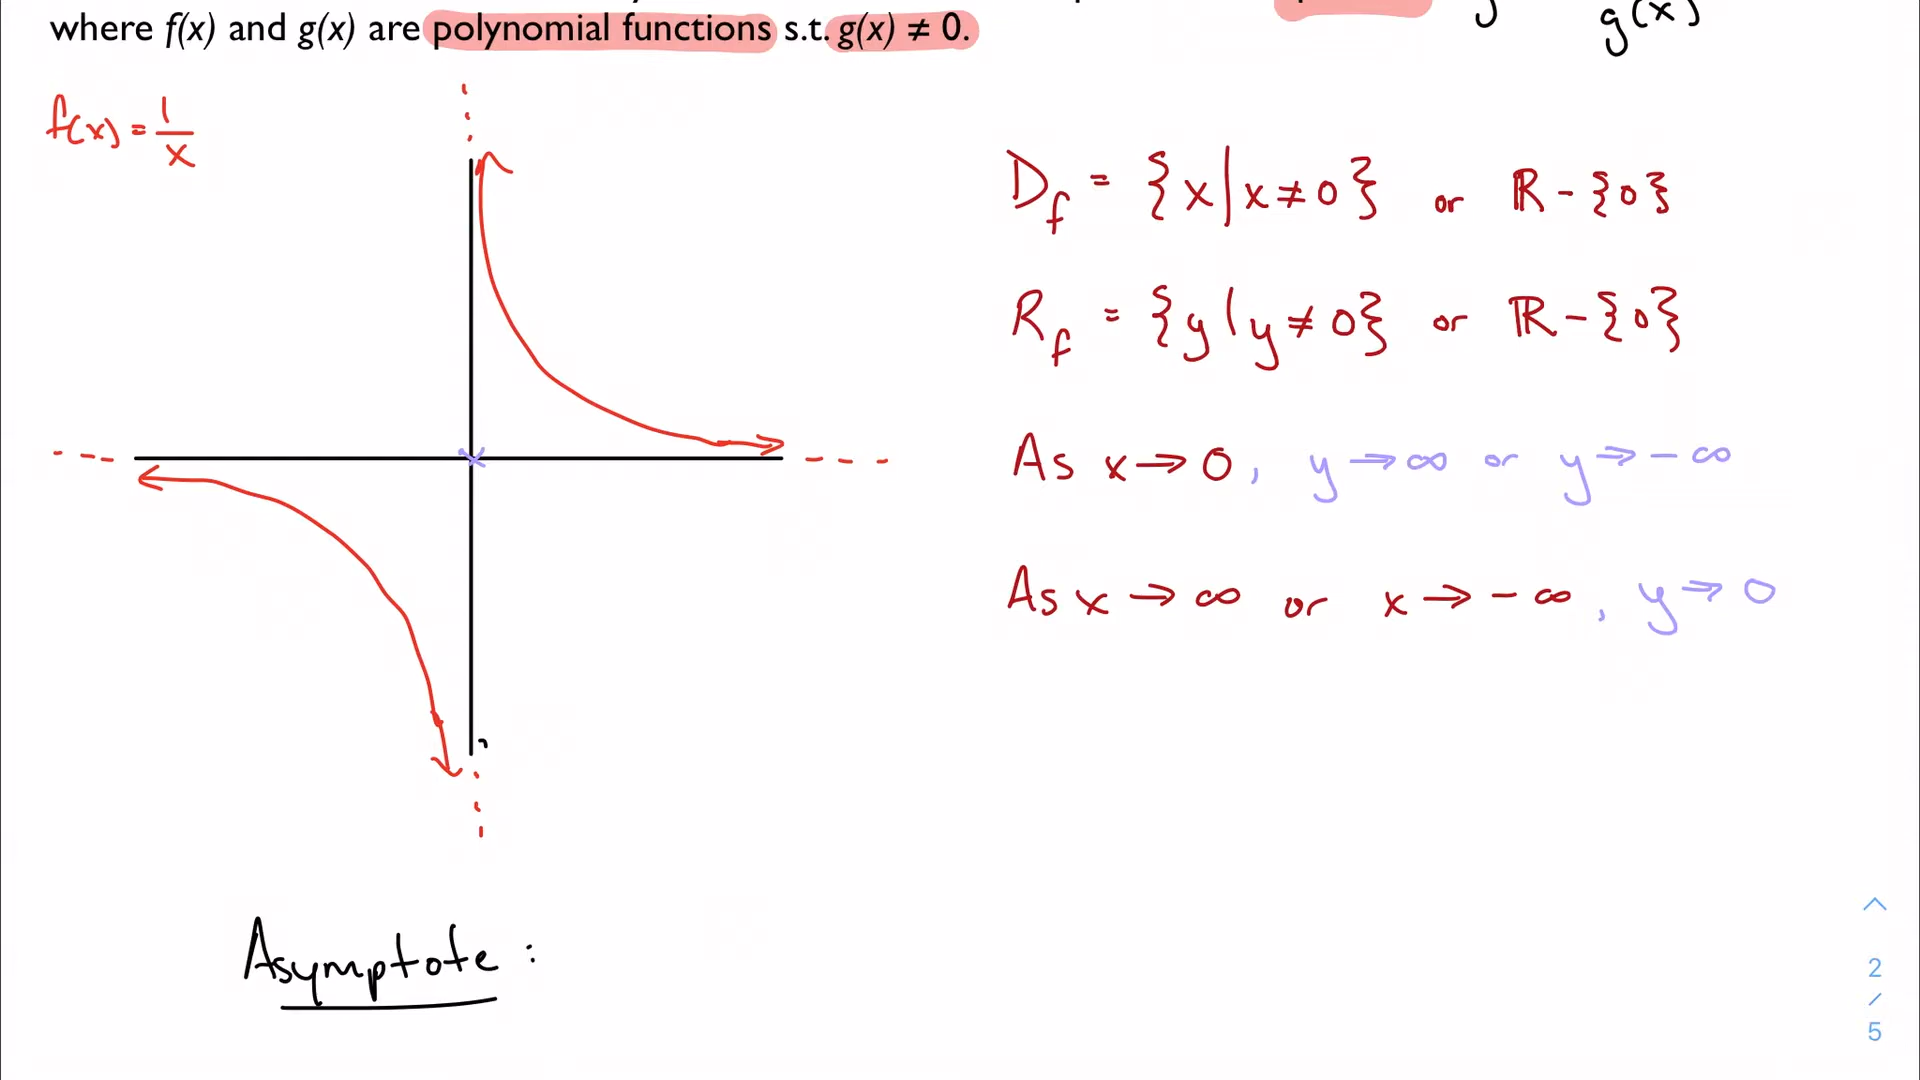 where f(x) and g(x) are polynomial functions s.t. g(x) ≠ 0.
g(x)
f(x) = 1/x
D_f = {x | x ≠ 0} or ℝ - {0}
R_f = {y | y ≠ 0} or ℝ - {0}
As x → 0, y → ∞ or y → - ∞
As x → ∞ or x → - ∞, y → 0
Asymptote :
2
/
5